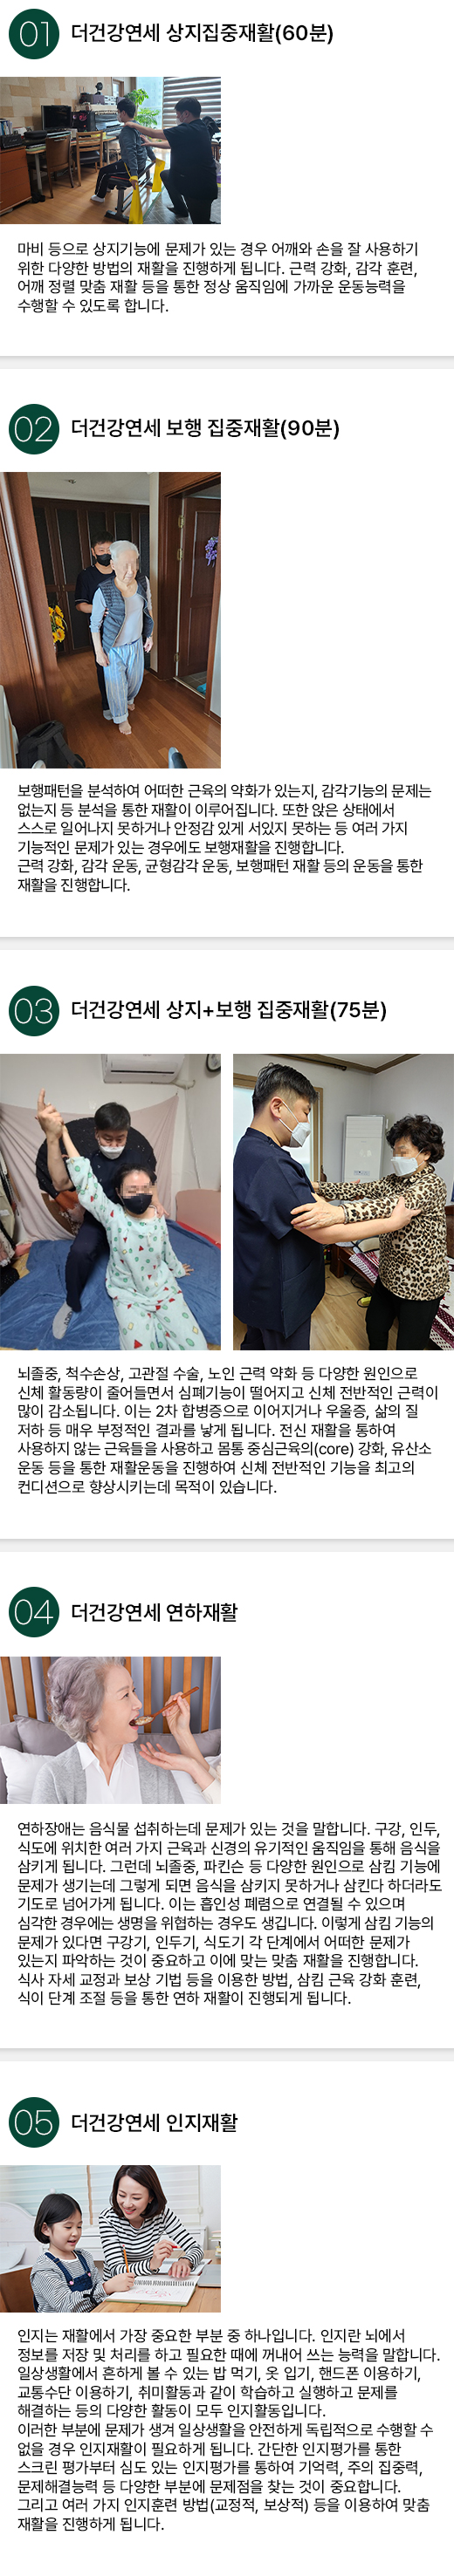 01 더건강연세 상지집중재활(60분)
마비 등으로 상지기능에 문제가 있는 경우 어깨와 손을 잘 사용하기
위한 다양한 방법의 재활을 진행하게 됩니다. 근력 강화, 감각 훈련,
어깨 정렬 맞춤 재활 등을 통한 정상 움직임에 가까운 운동능력을
수행할 수 있도록 합니다.
02 더건강연세 보행 집중재활(90분)
보행패턴을 분석하여 어떠한 근육의 약화가 있는지, 감각기능의 문제는
없는지 등 분석을 통한 재활이 이루어집니다. 또한 앉은 상태에서
스스로 일어나지 못하거나 안정감 있게 서있지 못하는 등 여러 가지
기능적인 문제가 있는 경우에도 보행재활을 진행합니다.
근력 강화, 감각 운동, 균형감각 운동, 보행패턴 재활 등의 운동을 통한
재활을 진행합니다.
03 더건강연세 상지+보행 집중재활(75분)
뇌졸중, 척수손상, 고관절 수술, 노인 근력 약화 등 다양한 원인으로
신체 활동량이 줄어들면서 심폐기능이 떨어지고 신체 전반적인 근력이
많이 감소됩니다. 이는 2차 합병증으로 이어지거나 우울증, 삶의 질
저하 등 매우 부정적인 결과를 낳게 됩니다. 전신 재활을 통하여
사용하지 않는 근육들을 사용하고 몸통 중심근육의(core) 강화, 유산소
운동 등을 통한 재활운동을 진행하여 신체 전반적인 기능을 최고의
컨디션으로 향상시키는데 목적이 있습니다.
04 더건강연세 연하재활
연하장애는 음식물 섭취하는데 문제가 있는 것을 말합니다. 구강, 인두,
식도에 위치한 여러 가지 근육과 신경의 유기적인 움직임을 통해 음식을
삼키게 됩니다. 그런데 뇌졸중, 파킨슨 등 다양한 원인으로 삼킴 기능에
문제가 생기는데 그렇게 되면 음식을 삼키지 못하거나 삼킨다 하더라도
기도로 넘어가게 됩니다. 이는 흡인성 폐렴으로 연결될 수 있으며
심각한 경우에는 생명을 위협하는 경우도 생깁니다. 이렇게 삼킴 기능의
문제가 있다면 구강기, 인두기, 식도기 각 단계에서 어떠한 문제가
있는지 파악하는 것이 중요하고 이에 맞는 맞춤 재활을 진행합니다.
식사 자세 교정과 보상 기법 등을 이용한 방법, 삼킴 근육 강화 훈련,
식이 단계 조절 등을 통한 연하 재활이 진행되게 됩니다.
05 더건강연세 인지재활
인지는 재활에서 가장 중요한 부분 중 하나입니다. 인지란 뇌에서
정보를 저장 및 처리를 하고 필요한 때에 꺼내어 쓰는 능력을 말합니다.
일상생활에서 흔하게 볼 수 있는 밥 먹기, 옷 입기, 핸드폰 이용하기,
교통수단 이용하기, 취미활동과 같이 학습하고 실행하고 문제를
해결하는 등의 다양한 활동이 모두 인지활동입니다.
이러한 부분에 문제가 생겨 일상생활을 안전하게 독립적으로 수행할 수
없을 경우 인지재활이 필요하게 됩니다. 간단한 인지평가를 통한
스크린 평가부터 심도 있는 인지평가를 통하여 기억력, 주의 집중력,
문제해결능력 등 다양한 부분에 문제점을 찾는 것이 중요합니다.
그리고 여러 가지 인지훈련 방법(교정적, 보상적) 등을 이용하여 맞춤
재활을 진행하게 됩니다.